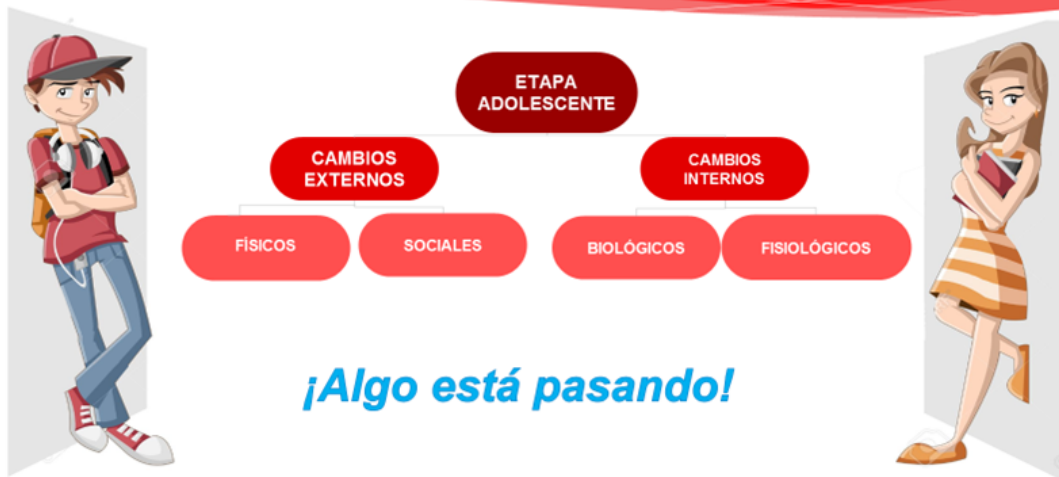 ETAPA
ADOLESCENTE
CAMBIOS
EXTERNOS
CAMBIOS
INTERNOS
FÍSICOS
SOCIALES
BIOLÓGICOS
FISIOLÓGICOS
¡Algo está pasando!